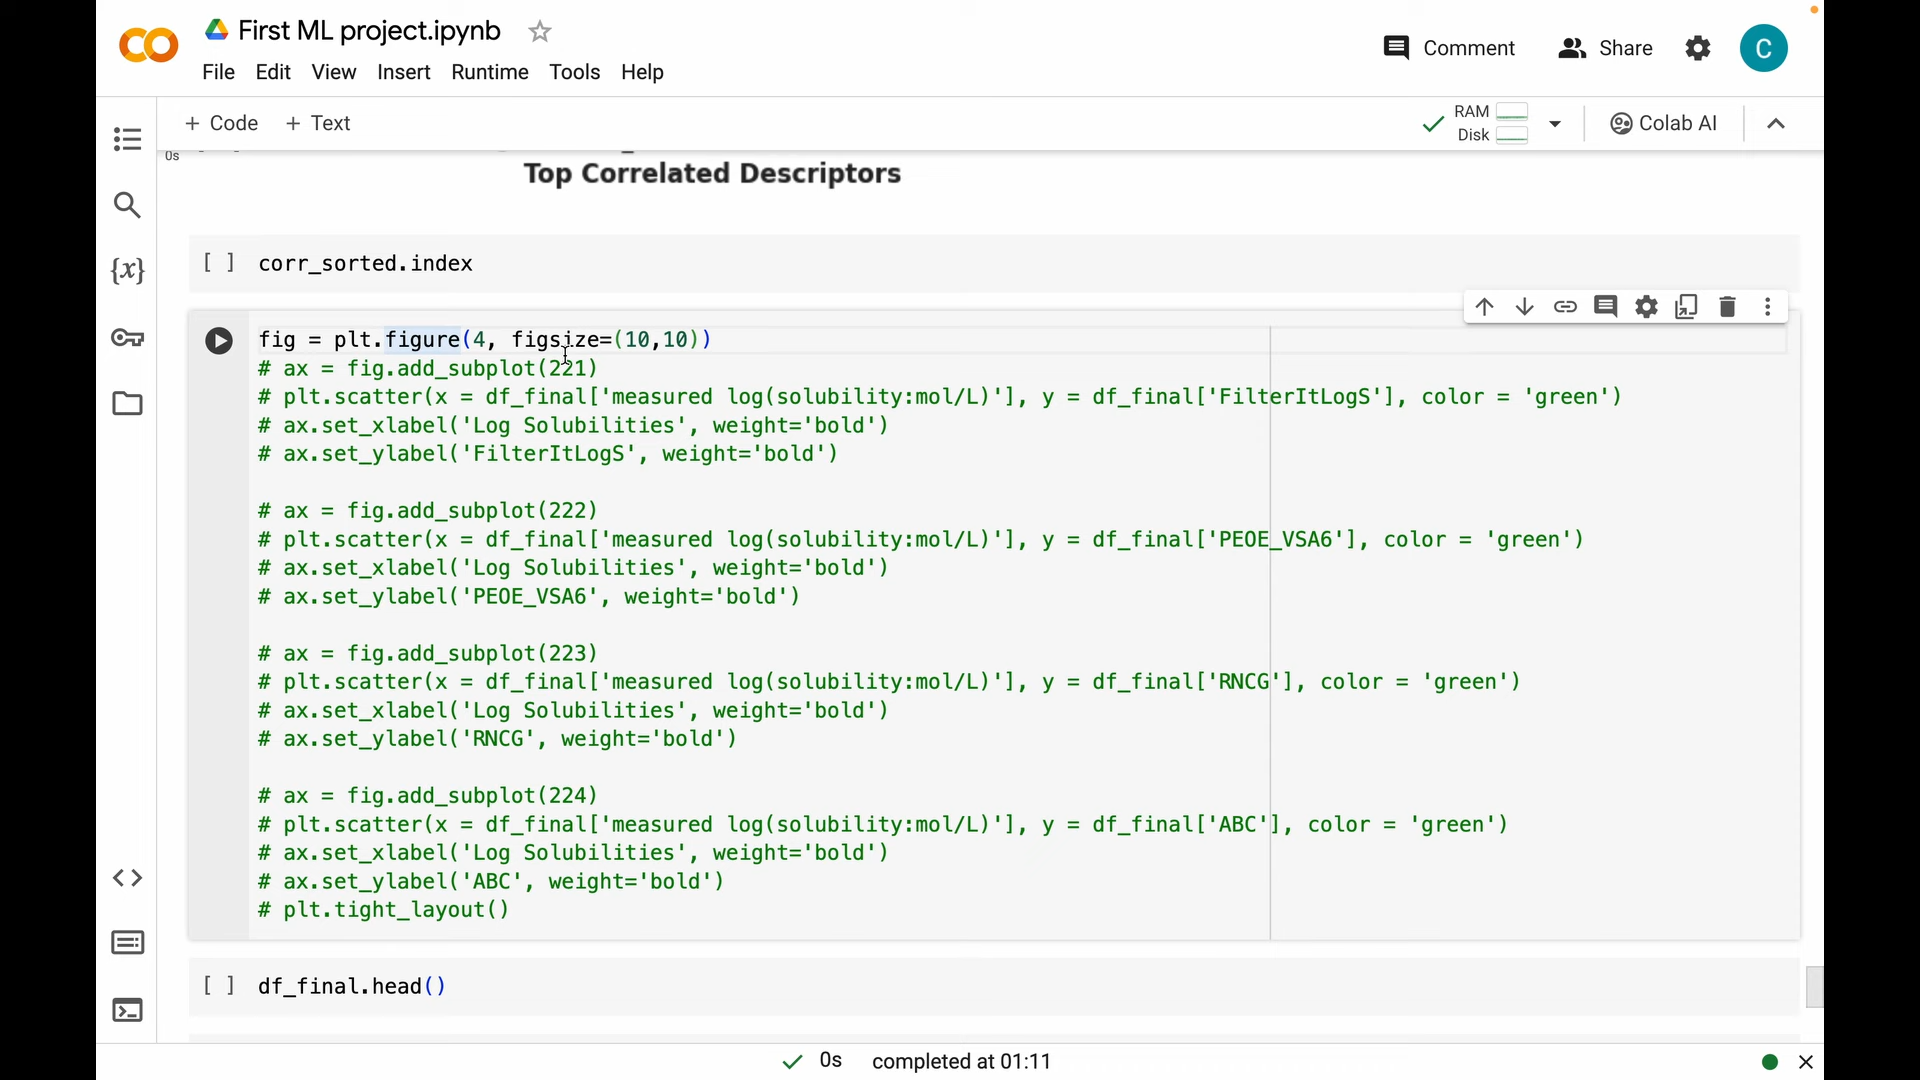 First ML project.ipynb
Comment
Share
C
File Edit View Insert Runtime Tools Help
+ Code + Text
RAM
Disk
Colab AI
0s
Top Correlated Descriptors
[ ] corr_sorted.index
fig = plt.figure(4, figsize=(10,10))
# ax = fig.add_subplot(221)
# plt.scatter(x = df_final['measured log(solubility:mol/L)'], y = df_final['FilterItLogS'], color = 'green')
# ax.set_xlabel('Log Solubilities', weight='bold')
# ax.set_ylabel('FilterItLogS', weight='bold')
# ax = fig.add_subplot(222)
# plt.scatter(x = df_final['measured log(solubility:mol/L)'], y = df_final['PEOE_VSA6'], color = 'green')
# ax.set_xlabel('Log Solubilities', weight='bold')
# ax.set_ylabel('PEOE_VSA6', weight='bold')
# ax = fig.add_subplot(223)
# plt.scatter(x = df_final['measured log(solubility:mol/L)'], y = df_final['RNCG'], color = 'green')
# ax.set_xlabel('Log Solubilities', weight='bold')
# ax.set_ylabel('RNCG', weight='bold')
# ax = fig.add_subplot(224)
# plt.scatter(x = df_final['measured log(solubility:mol/L)'], y = df_final['ABC'], color = 'green')
# ax.set_xlabel('Log Solubilities', weight='bold')
# ax.set_ylabel('ABC', weight='bold')
# plt.tight_layout()
[ ] df_final.head()
0s completed at 01:11